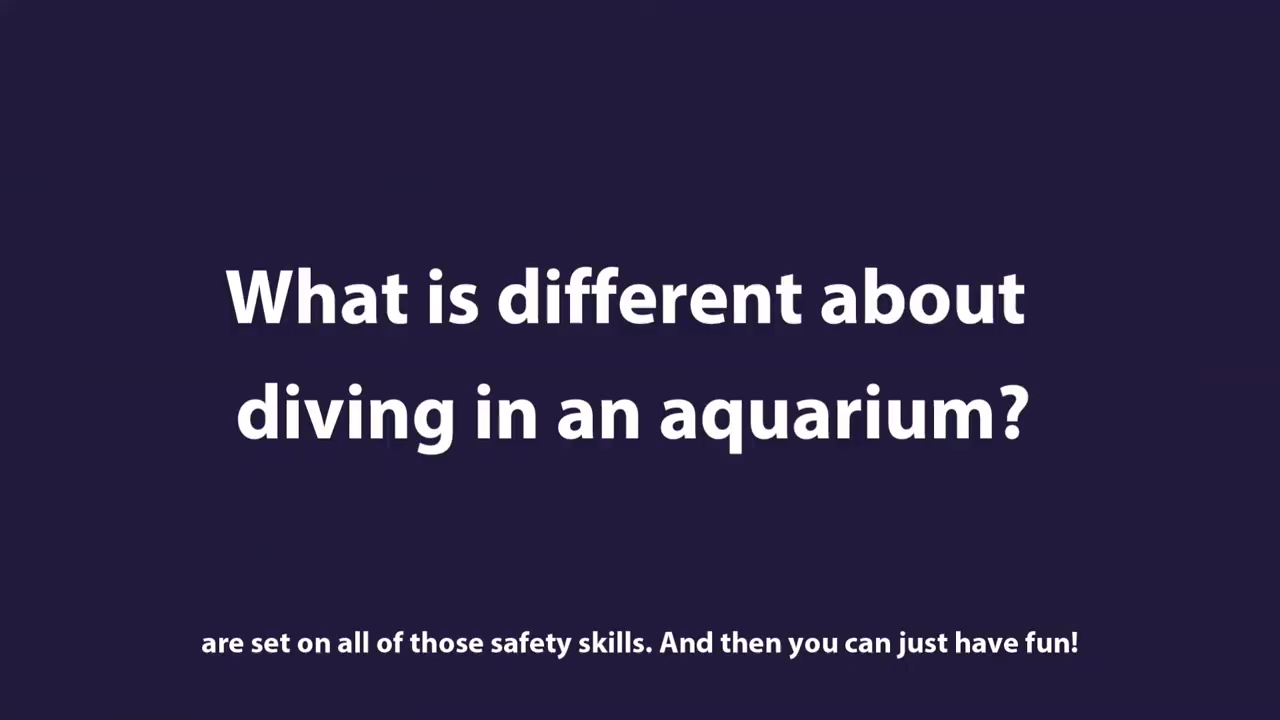 What is different about
diving in an aquarium?
are set on all of those safety skills. And then you can just have fun!